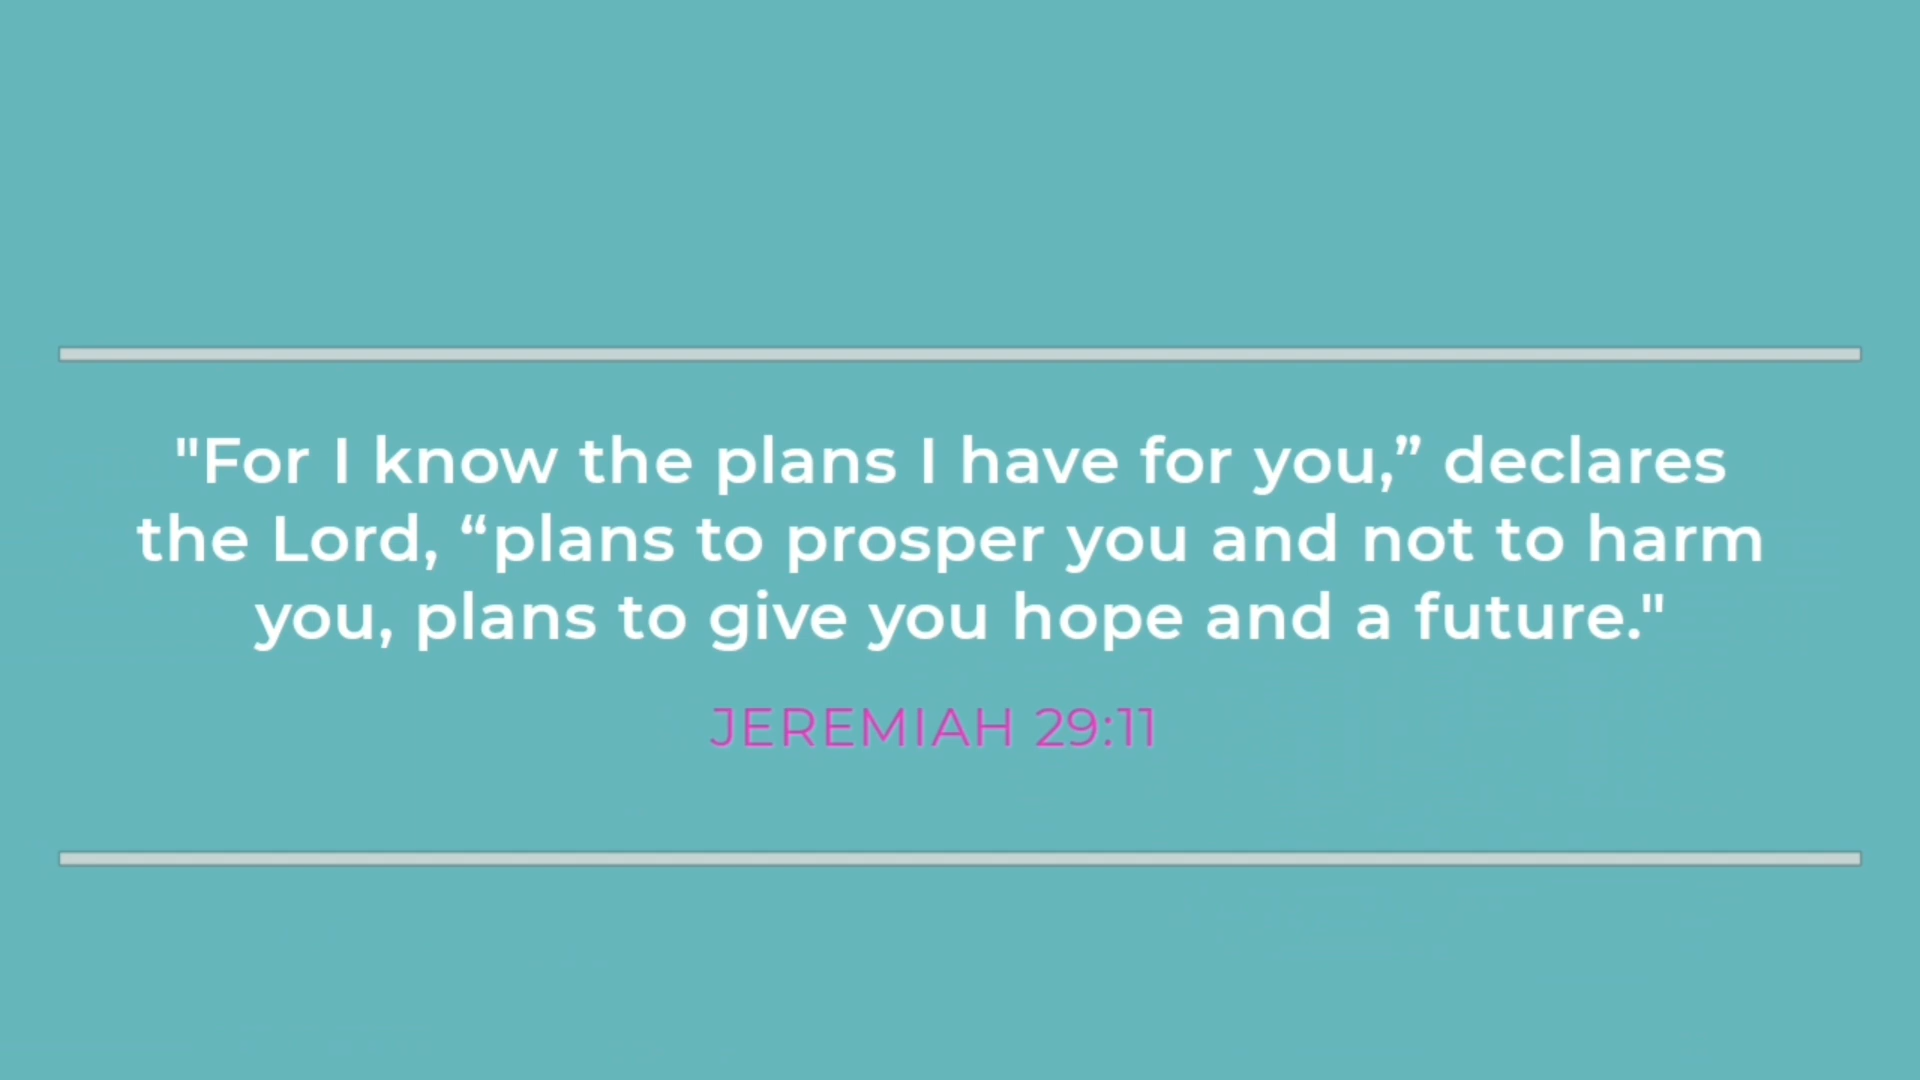 "For I know the plans I have for you,” declares
the Lord, “plans to prosper you and not to harm
you, plans to give you hope and a future."
JEREMIAH 29:11